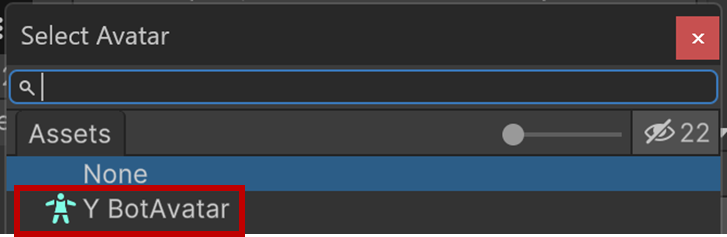 Select Avatar
x
Assets
22
None
Y BotAvatar